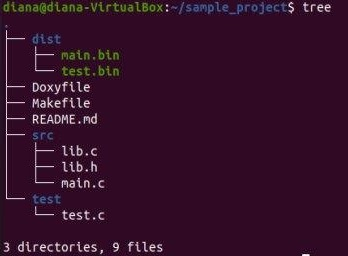 diana@diana-VirtualBox:~/sample_project$ tree
.
├── dist
│   ├── main.bin
│   └── test.bin
├── Doxyfile
├── Makefile
├── README.md
├── src
│   ├── lib.c
│   ├── lib.h
│   └── main.c
└── test
    └── test.c
3 directories, 9 files